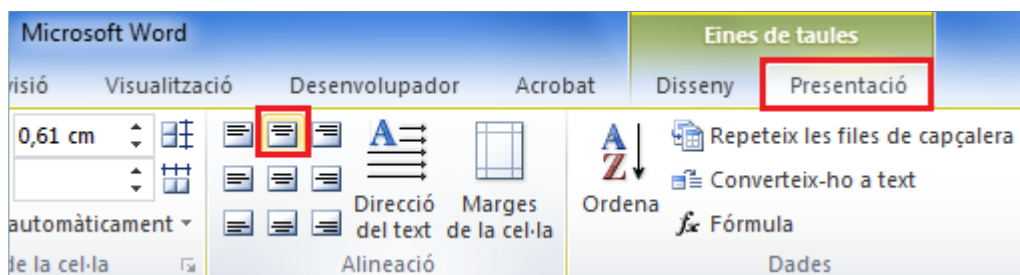 Microsoft Word
Eines de taules
visió Visualització Desenvolupador Acrobat Disseny Presentació
0,61 cm
Repeteix les files de capçalera
Converteix-ho a text
Direcció del text
Marges de la cel·la
Ordena
Fórmula
automàticament
de la cel·la
Alineació
Dades